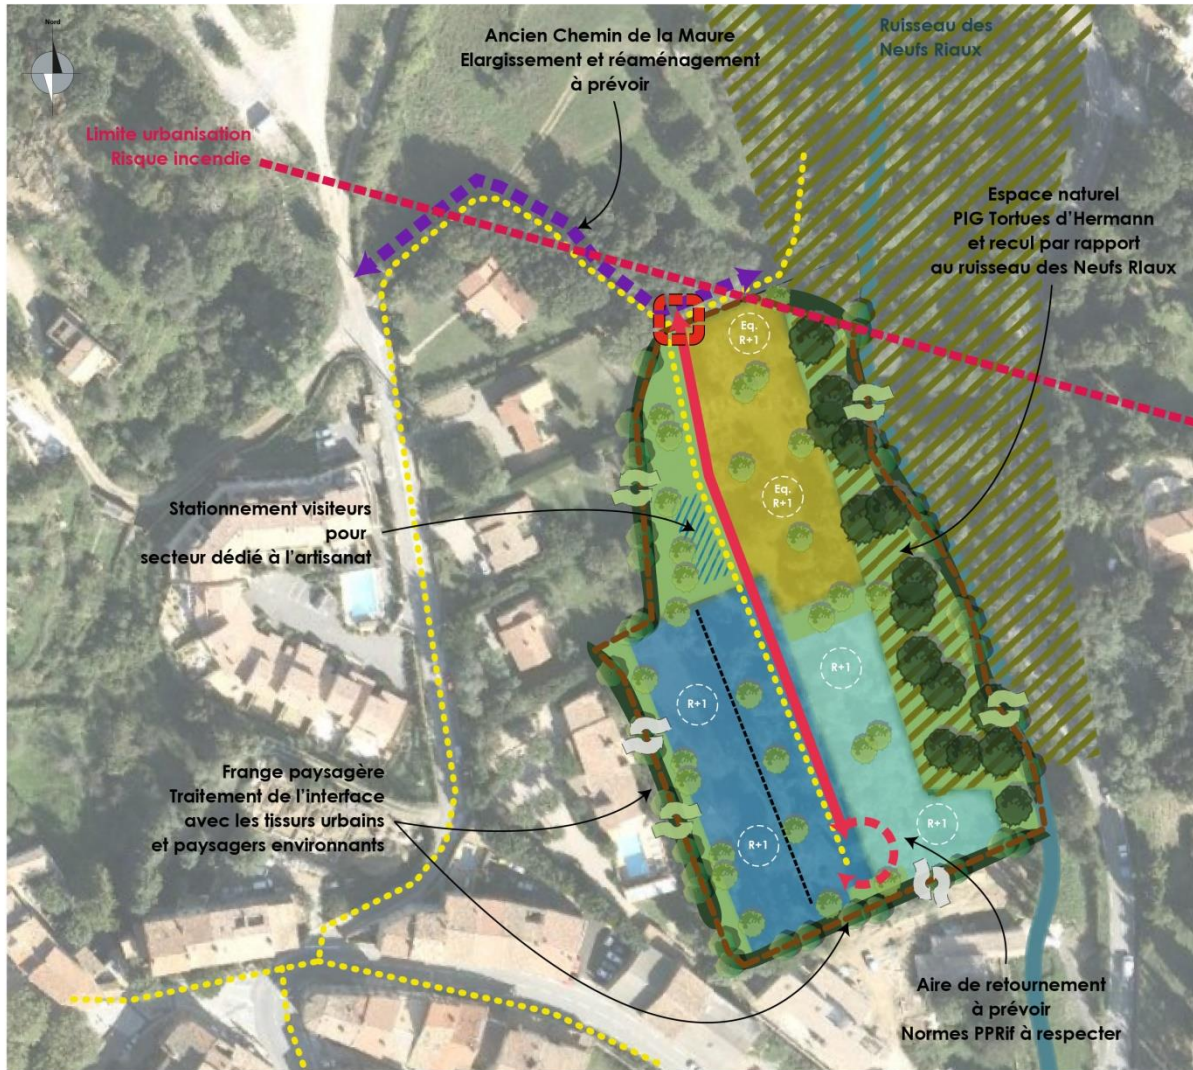 Nord
Ancien Chemin de la Maure
Elargissement et réaménagement
à prévoir
Ruisseau des
Neufs Riaux
Limite urbanisation
Risque incendie
Espace naturel
PIG Tortues d'Hermann
et recul par rapport
au ruisseau des Neufs RIaux
Eq.
R+1
Eq.
R+1
Stationnement visiteurs
pour
secteur dédié à l'artisanat
R+1
R+1
Frange paysagère
Traitement de l'interface
avec les tissurs urbains
et paysagers environnants
R+1
R+1
Aire de retournement
à prévoir
Normes PPRif à respecter